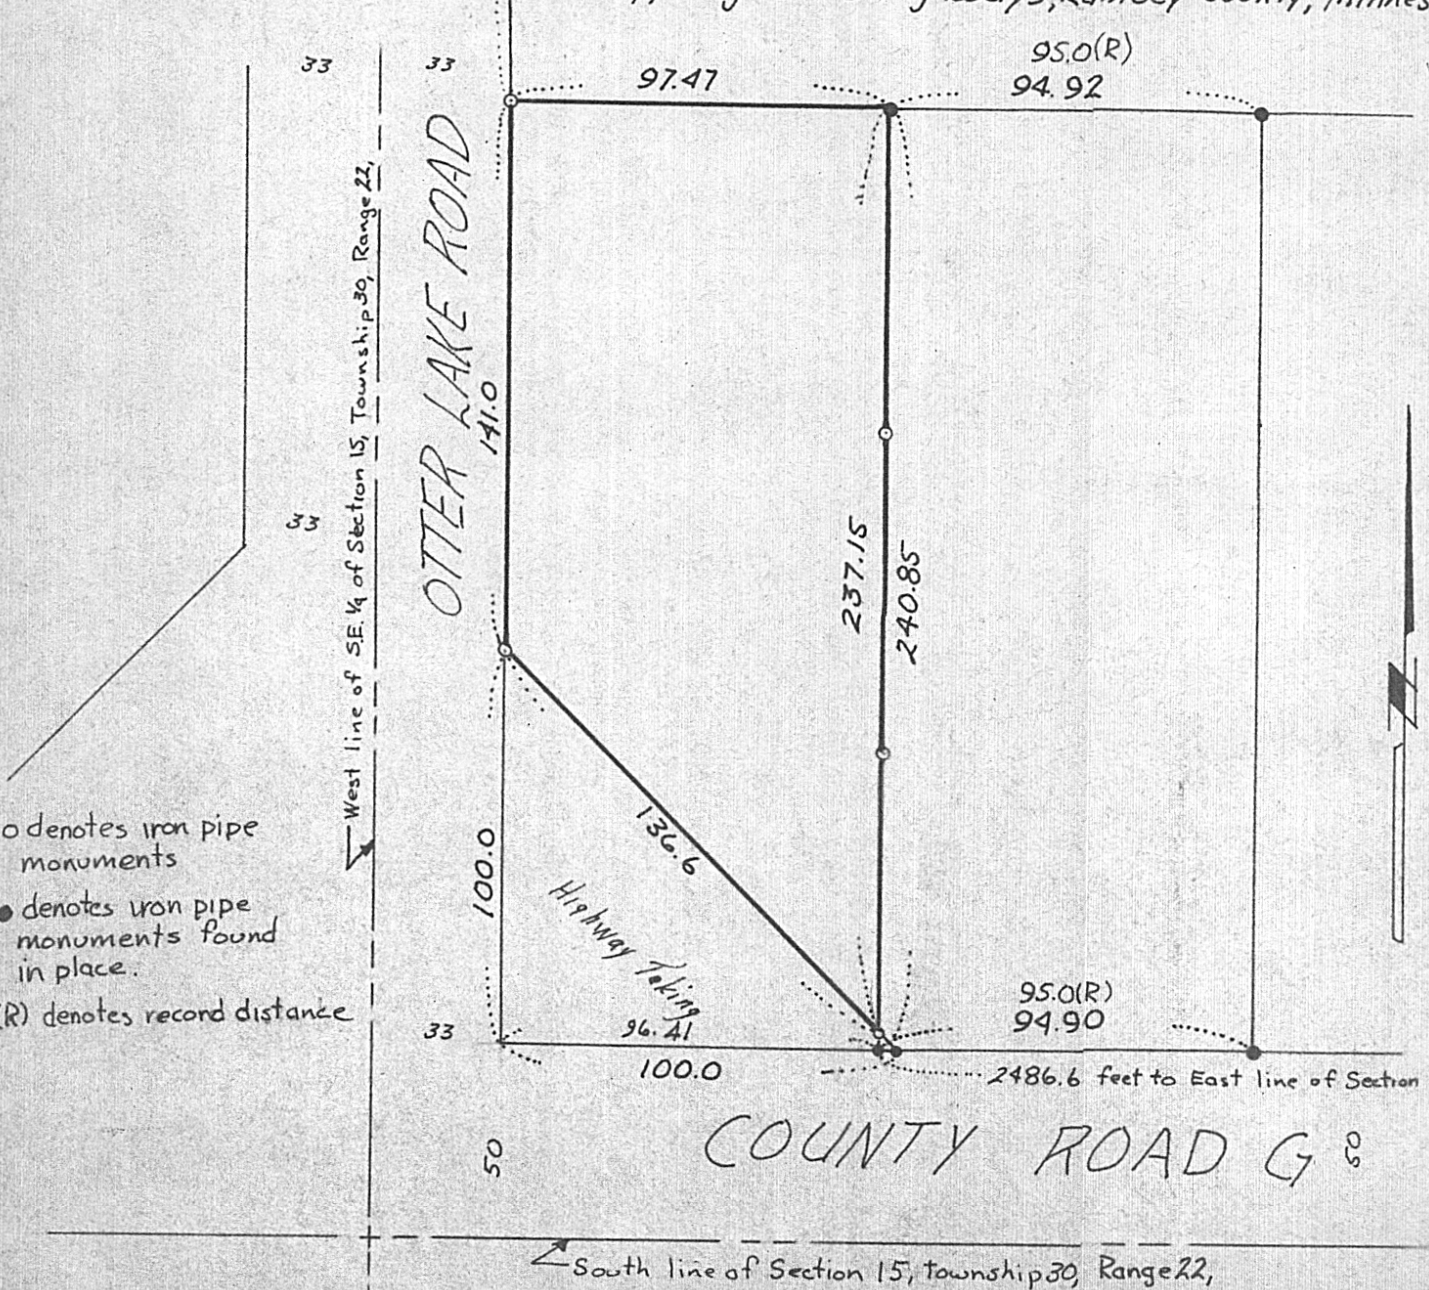 County, Minnes
33
33
95.0(R)
97.47
94.92
West line of S.E. 1/4 of Section 15, Township 30, Range 22,
OTTER LAKE ROAD
141.0
33
237.15
240.85
o denotes iron pipe
monuments
● denotes iron pipe
monuments found
in place.
(R) denotes record distance
100.0
136.6
Highway Taking
33
96.41
100.0
95.0(R)
94.90
2486.6 feet to East line of Section
50
COUNTY ROAD G
50
South line of Section 15, township 30, Range 22,